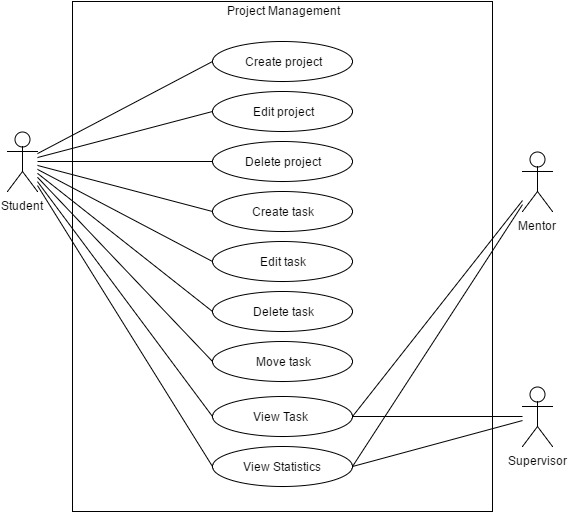 Project Management
Create project
Edit project
Delete project
Student
Create task
Mentor
Edit task
Delete task
Move task
View Task
View Statistics
Supervisor